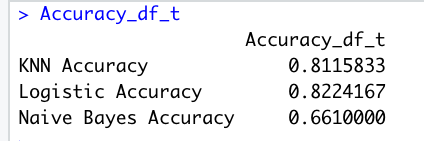 > Accuracy_df_t
Accuracy_df_t
KNN Accuracy 0.8115833
Logistic Accuracy 0.8224167
Naive Bayes Accuracy 0.6610000